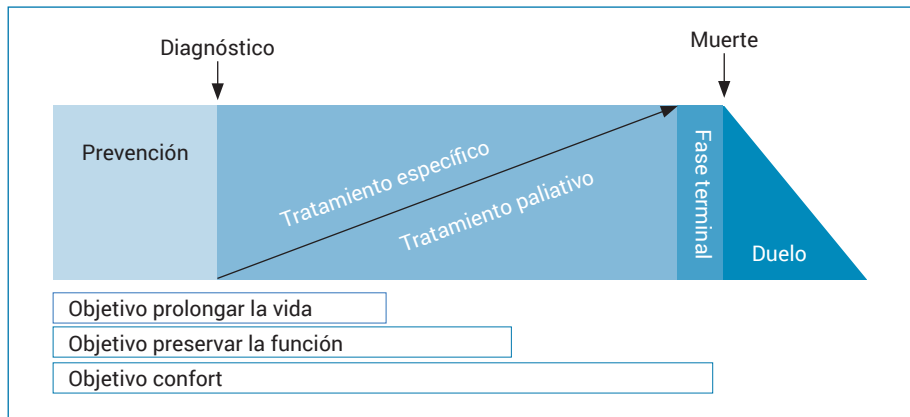 Diagnóstico
Muerte
Prevención
Tratamiento específico
Tratamiento paliativo
Fase terminal
Duelo
Objetivo prolongar la vida
Objetivo preservar la función
Objetivo confort